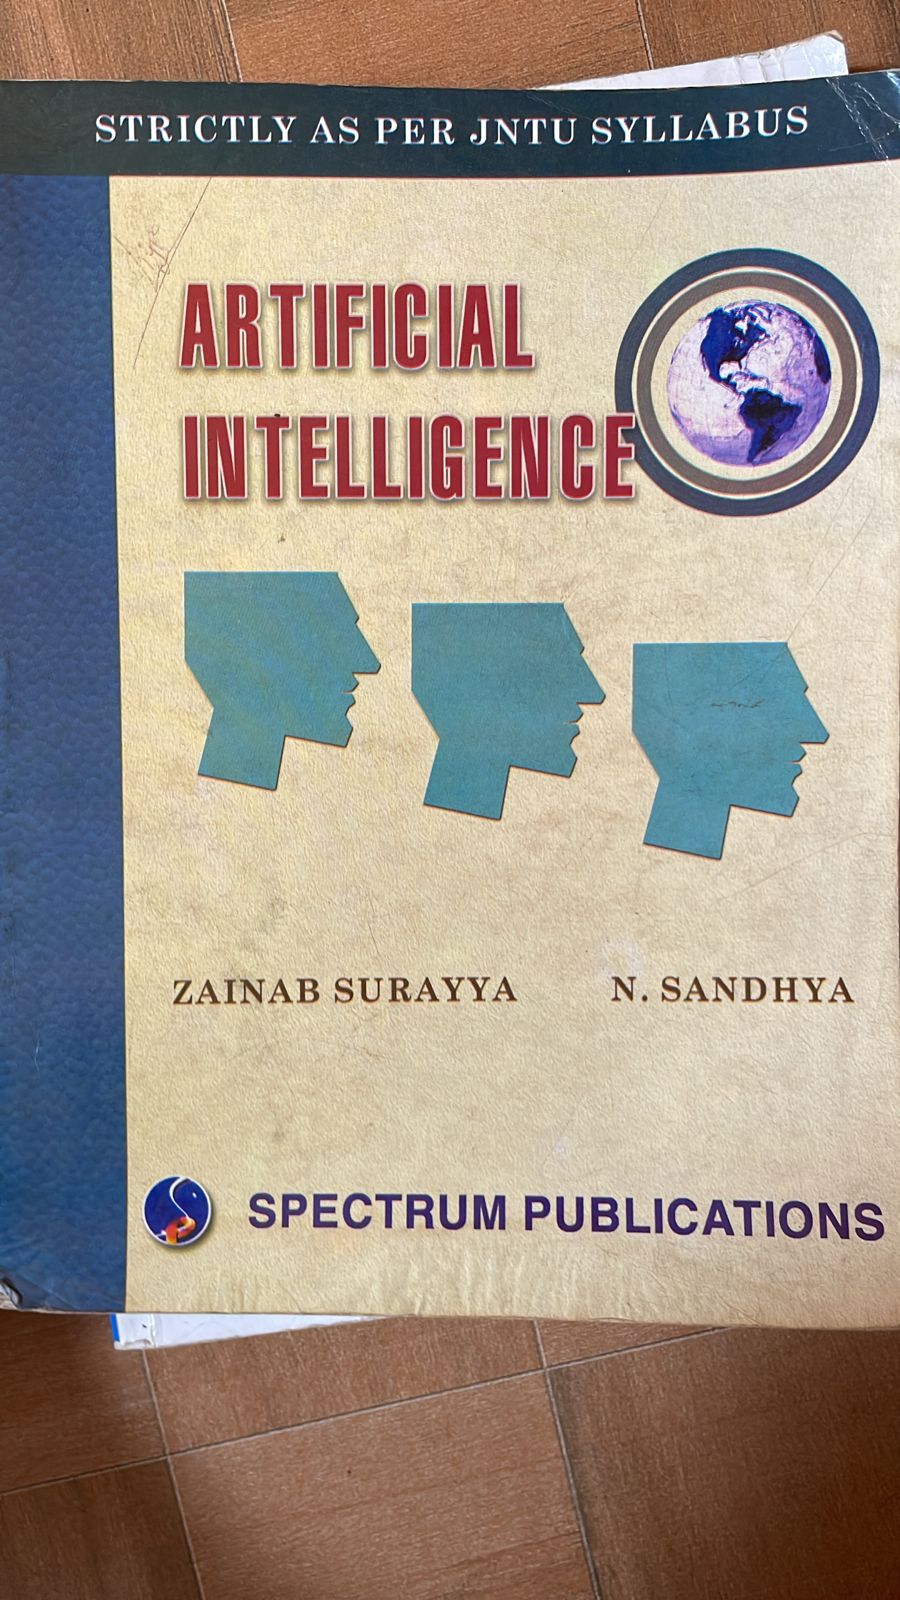 STRICTLY AS PER JNTU SYLLABUS
ARTIFICIAL
INTELLIGENCE
ZAINAB SURAYYA N. SANDHYA
SPECTRUM PUBLICATIONS